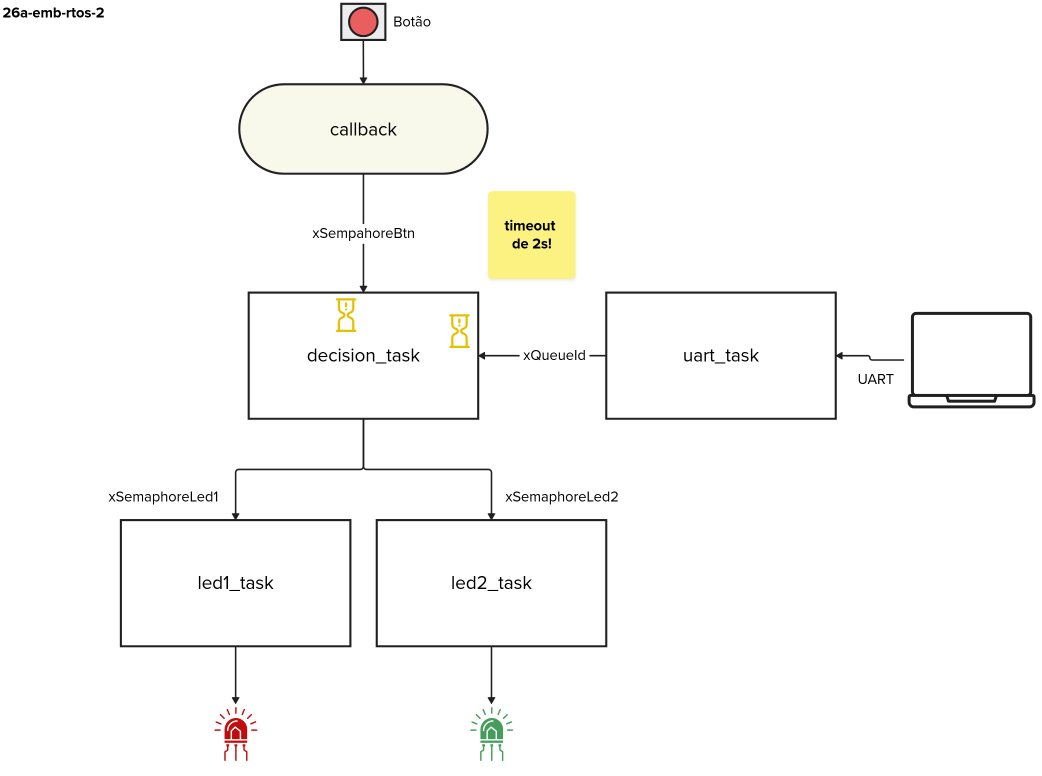 26a-emb-rtos-2
Botão
callback
xSempahoreBtn
timeout
de 2s!
decision_task
xQueueId
uart_task
UART
xSemaphoreLed1
xSemaphoreLed2
led1_task
led2_task